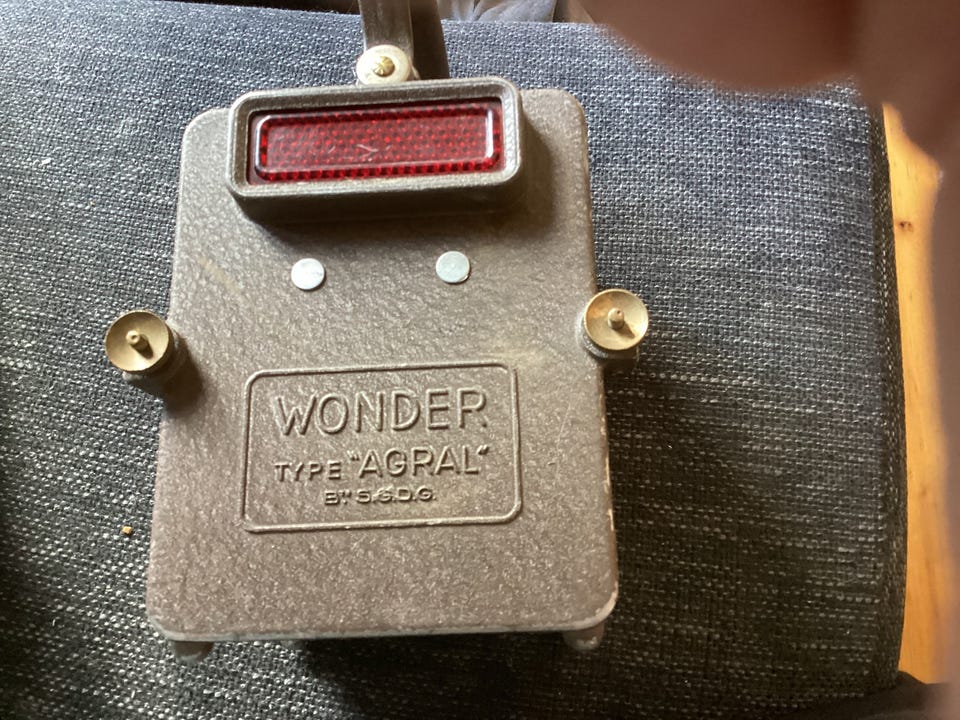 WONDER
TYPE "AGRAL"
Bté S.G.D.G.